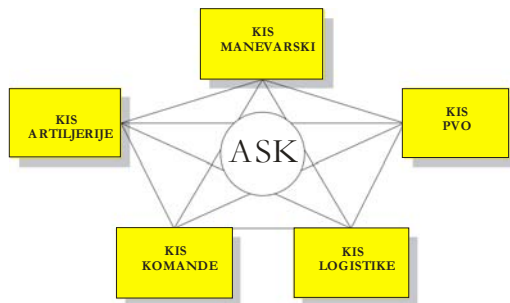 KIS
MANEVARSKI
KIS
ARTILJERIJE
KIS
PVO
ASK
KIS
KOMANDE
KIS
LOGISTIKE